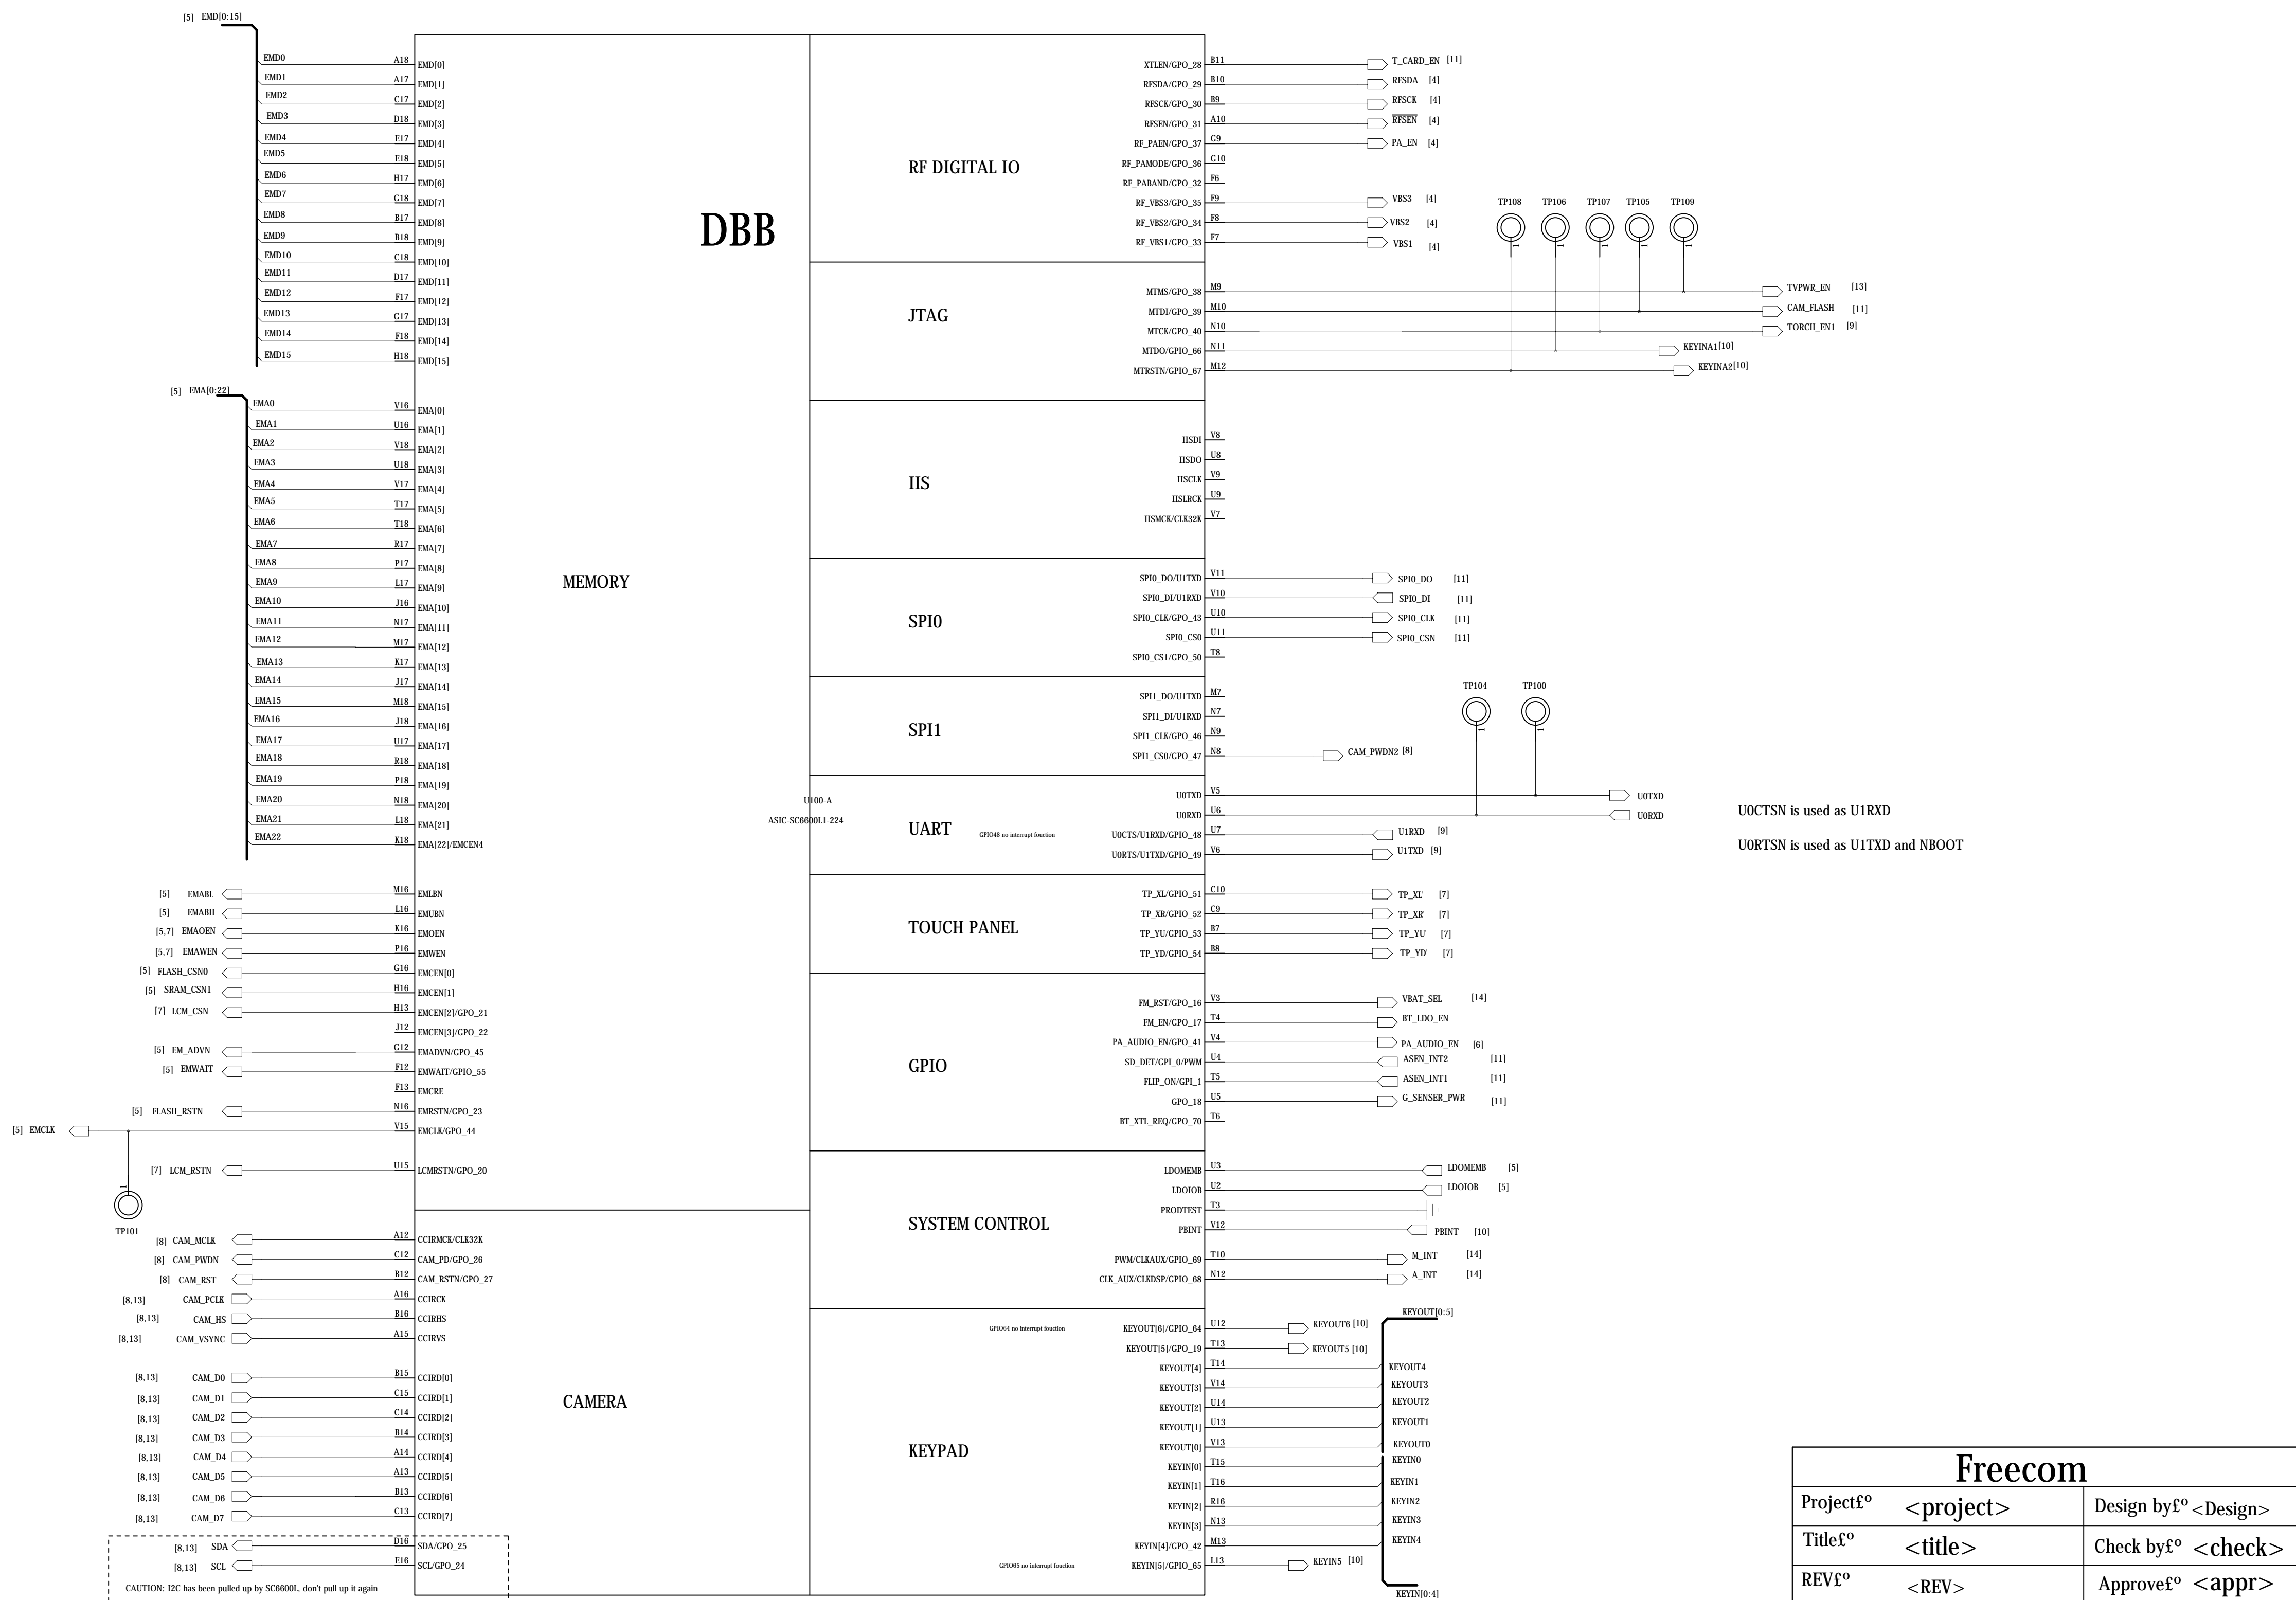 [5] EMD[0:15]
EMD0 A18 EMD[0]
EMD1 A17 EMD[1]
EMD2 C17 EMD[2]
EMD3 D18 EMD[3]
EMD4 E17 EMD[4]
EMD5 E18 EMD[5]
EMD6 H17 EMD[6]
EMD7 G18 EMD[7]
EMD8 B17 EMD[8]
EMD9 B18 EMD[9]
EMD10 C18 EMD[10]
EMD11 D17 EMD[11]
EMD12 F17 EMD[12]
EMD13 G17 EMD[13]
EMD14 F18 EMD[14]
EMD15 H18 EMD[15]
[5] EMA[0:22]
EMA0 V16 EMA[0]
EMA1 U16 EMA[1]
EMA2 V18 EMA[2]
EMA3 U18 EMA[3]
EMA4 V17 EMA[4]
EMA5 T17 EMA[5]
EMA6 T18 EMA[6]
EMA7 R17 EMA[7]
EMA8 P17 EMA[8]
EMA9 L17 EMA[9]
EMA10 J16 EMA[10]
EMA11 N17 EMA[11]
EMA12 M17 EMA[12]
EMA13 K17 EMA[13]
EMA14 J17 EMA[14]
EMA15 M18 EMA[15]
EMA16 J18 EMA[16]
EMA17 U17 EMA[17]
EMA18 R18 EMA[18]
EMA19 P18 EMA[19]
EMA20 N18 EMA[20]
EMA21 L18 EMA[21]
EMA22 K18 EMA[22]/EMCEN4
[5] EMABL M16 EMLBN
[5] EMABH L16 EMUBN
[5,7] EMAOEN K16 EMOEN
[5,7] EMAWEN P16 EMWEN
[5] FLASH_CSN0 G16 EMCEN[0]
[5] SRAM_CSN1 H16 EMCEN[1]
[7] LCM_CSN H13 EMCEN[2]/GPO_21
J12 EMCEN[3]/GPO_22
[5] EM_ADVN G12 EMADVN/GPO_45
[5] EMWAIT F12 EMWAIT/GPIO_55
F13 EMCRE
[5] FLASH_RSTN N16 EMRSTN/GPO_23
[5] EMCLK V15 EMCLK/GPO_44
[7] LCM_RSTN U15 LCMRSTN/GPO_20
1
TP101
[8] CAM_MCLK A12 CCIRMCK/CLK32K
[8] CAM_PWDN C12 CAM_PD/GPO_26
[8] CAM_RST B12 CAM_RSTN/GPO_27
[8,13] CAM_PCLK A16 CCIRCK
[8,13] CAM_HS B16 CCIRHS
[8,13] CAM_VSYNC A15 CCIRVS
[8,13] CAM_D0 B15 CCIRD[0]
[8,13] CAM_D1 C15 CCIRD[1]
[8,13] CAM_D2 C14 CCIRD[2]
[8,13] CAM_D3 B14 CCIRD[3]
[8,13] CAM_D4 A14 CCIRD[4]
[8,13] CAM_D5 A13 CCIRD[5]
[8,13] CAM_D6 B13 CCIRD[6]
[8,13] CAM_D7 C13 CCIRD[7]
[8,13] SDA D16 SDA/GPO_25
[8,13] SCL E16 SCL/GPO_24
CAUTION: I2C has been pulled up by SC6600L, don't pull up it again
DBB
MEMORY
U100-A
ASIC-SC6600L1-224
CAMERA
RF DIGITAL IO
XTLEN/GPO_28 B11 T_CARD_EN [11]
RFSDA/GPO_29 B10 RFSDA [4]
RFSCK/GPO_30 B9 RFSCK [4]
RFSEN/GPO_31 A10 RFSEN [4]
RF_PAEN/GPO_37 G9 PA_EN [4]
RF_PAMODE/GPO_36 G10
RF_PABAND/GPO_32 F6
RF_VBS3/GPO_35 F9 VBS3 [4]
RF_VBS2/GPO_34 F8 VBS2 [4]
RF_VBS1/GPO_33 F7 VBS1 [4]
TP108 TP106 TP107 TP105 TP109
1 1 1 1 1
JTAG
MTMS/GPO_38 M9 TVPWR_EN [13]
MTDI/GPO_39 M10 CAM_FLASH [11]
MTCK/GPO_40 N10 TORCH_EN1 [9]
MTDO/GPIO_66 N11 KEYINA1[10]
MTRSTN/GPIO_67 M12 KEYINA2[10]
IIS
IISDI V8
IISDO U8
IISCLK V9
IISLRCK U9
IISMCK/CLK32K V7
SPI0
SPI0_DO/U1TXD V11 SPI0_DO [11]
SPI0_DI/U1RXD V10 SPI0_DI [11]
SPI0_CLK/GPO_43 U10 SPI0_CLK [11]
SPI0_CS0 U11 SPI0_CSN [11]
SPI0_CS1/GPO_50 T8
SPI1
SPI1_DO/U1TXD M7
SPI1_DI/U1RXD N7
SPI1_CLK/GPO_46 N9
SPI1_CS0/GPO_47 N8 CAM_PWDN2 [8]
TP104 TP100
1 1
UART
GPIO48 no interrupt fouction
U0TXD V5 U0TXD
U0RXD U6 U0RXD
U0CTS/U1RXD/GPIO_48 U7 U1RXD [9]
U0RTS/U1TXD/GPIO_49 V6 U1TXD [9]
U0CTSN is used as U1RXD
U0RTSN is used as U1TXD and NBOOT
TOUCH PANEL
TP_XL/GPIO_51 C10 TP_XL' [7]
TP_XR/GPIO_52 C9 TP_XR' [7]
TP_YU/GPIO_53 B7 TP_YU' [7]
TP_YD/GPIO_54 B8 TP_YD' [7]
GPIO
FM_RST/GPO_16 V3 VBAT_SEL [14]
FM_EN/GPO_17 T4 BT_LDO_EN
PA_AUDIO_EN/GPO_41 V4 PA_AUDIO_EN [6]
SD_DET/GPI_0/PWM U4 ASEN_INT2 [11]
FLIP_ON/GPI_1 T5 ASEN_INT1 [11]
GPO_18 U5 G_SENSER_PWR [11]
BT_XTL_REQ/GPO_70 T6
SYSTEM CONTROL
LDOMEMB U3 LDOMEMB [5]
LDOIOB U2 LDOIOB [5]
PRODTEST T3
PBINT V12 PBINT [10]
PWM/CLKAUX/GPIO_69 T10 M_INT [14]
CLK_AUX/CLKDSP/GPIO_68 N12 A_INT [14]
KEYPAD
KEYOUT[0:5]
GPIO64 no interrupt fouction
KEYOUT[6]/GPIO_64 U12 KEYOUT6 [10]
KEYOUT[5]/GPO_19 T13 KEYOUT5 [10]
KEYOUT[4] T14 KEYOUT4
KEYOUT[3] V14 KEYOUT3
KEYOUT[2] U14 KEYOUT2
KEYOUT[1] U13 KEYOUT1
KEYOUT[0] V13 KEYOUT0
KEYIN[0] T15 KEYIN0
KEYIN[1] T16 KEYIN1
KEYIN[2] R16 KEYIN2
KEYIN[3] N13 KEYIN3
KEYIN[4]/GPO_42 M13 KEYIN4
GPIO65 no interrupt fouction
KEYIN[5]/GPIO_65 L13 KEYIN5 [10]
KEYIN[0:4]
Freecom
Project£º <project> Design by£º <Design>
Title£º <title> Check by£º <check>
REV£º <REV> Approve£º <appr>